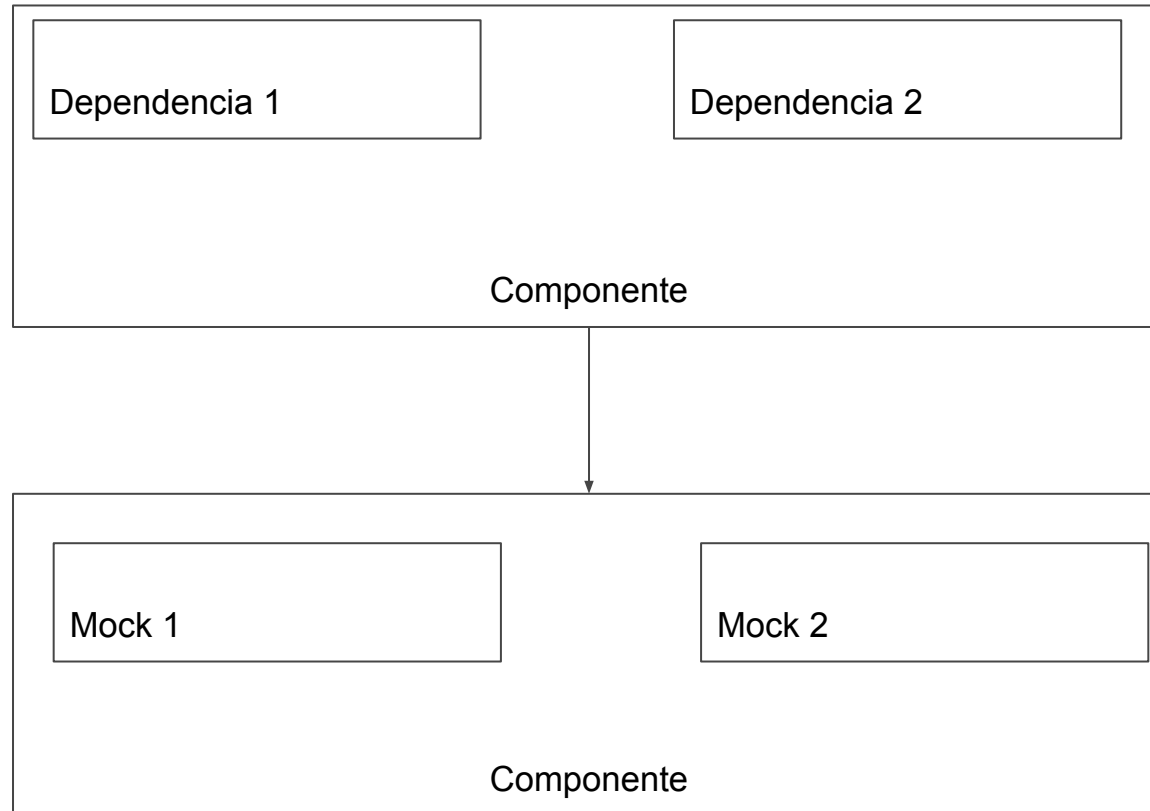 Dependencia 1
Dependencia 2
Componente
Mock 1
Mock 2
Componente